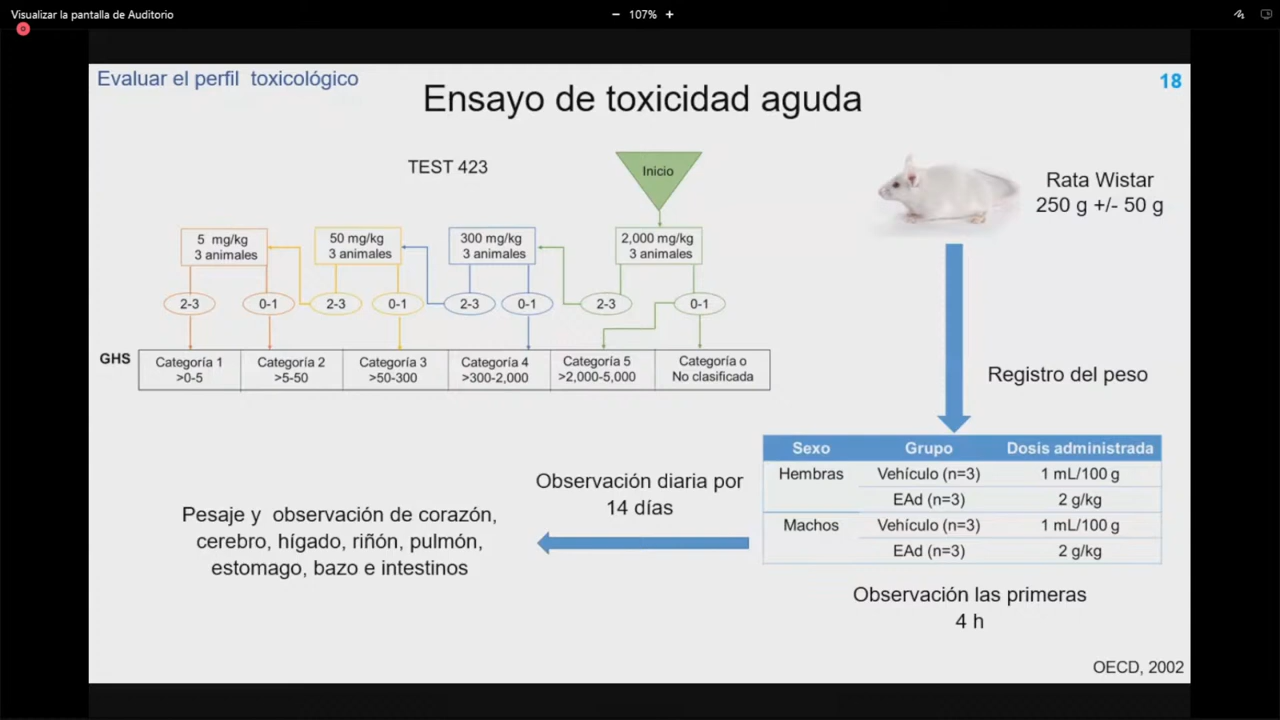 Visualizar la pantalla de Auditorio
− 107% +
Evaluar el perfil toxicológico
18
Ensayo de toxicidad aguda
TEST 423
Inicio
Rata Wistar
250 g +/- 50 g
5 mg/kg
3 animales
50 mg/kg
3 animales
300 mg/kg
3 animales
2,000 mg/kg
3 animales
2-3
0-1
2-3
0-1
2-3
0-1
2-3
0-1
GHS
Categoría 1
>0-5
Categoría 2
>5-50
Categoría 3
>50-300
Categoría 4
>300-2,000
Categoría 5
>2,000-5,000
Categoría o
No clasificada
Registro del peso
Sexo Grupo Dosis administrada
Hembras Vehículo (n=3) 1 mL/100 g
EAd (n=3) 2 g/kg
Machos Vehículo (n=3) 1 mL/100 g
EAd (n=3) 2 g/kg
Observación las primeras
4 h
Observación diaria por
14 días
Pesaje y observación de corazón,
cerebro, hígado, riñón, pulmón,
estomago, bazo e intestinos
OECD, 2002